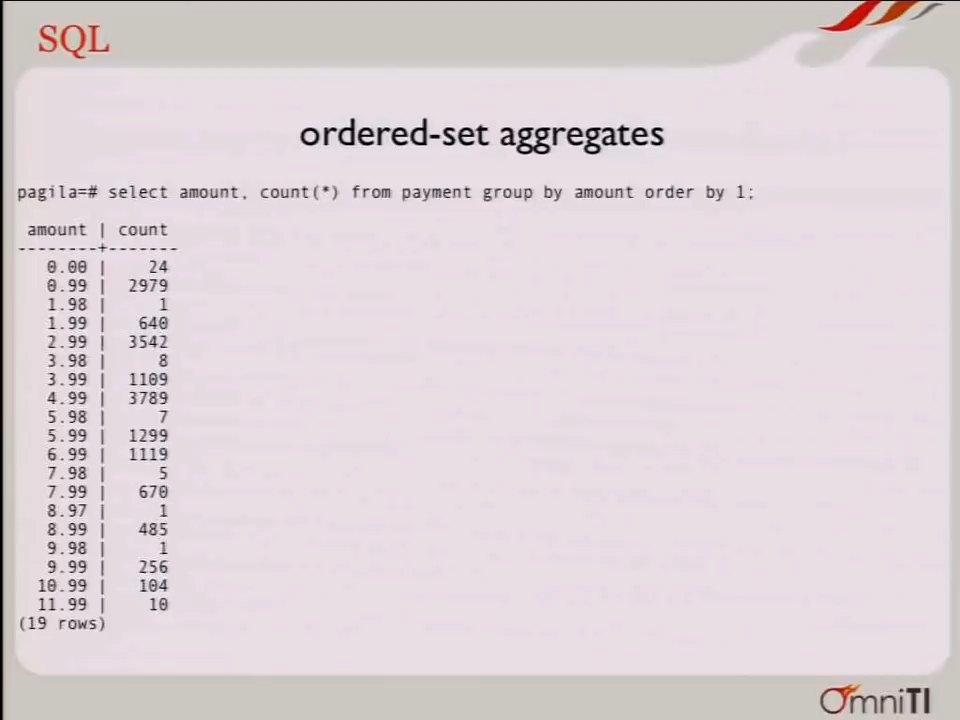 SQL
ordered-set aggregates
pagila=# select amount, count(*) from payment group by amount order by 1;
amount | count
--------+-------
0.00 | 24
0.99 | 2979
1.98 | 1
1.99 | 640
2.99 | 3542
3.98 | 8
3.99 | 1109
4.99 | 3789
5.98 | 7
5.99 | 1299
6.99 | 1119
7.98 | 5
7.99 | 670
8.97 | 1
8.99 | 485
9.98 | 1
9.99 | 256
10.99 | 104
11.99 | 10
(19 rows)
OmniTI